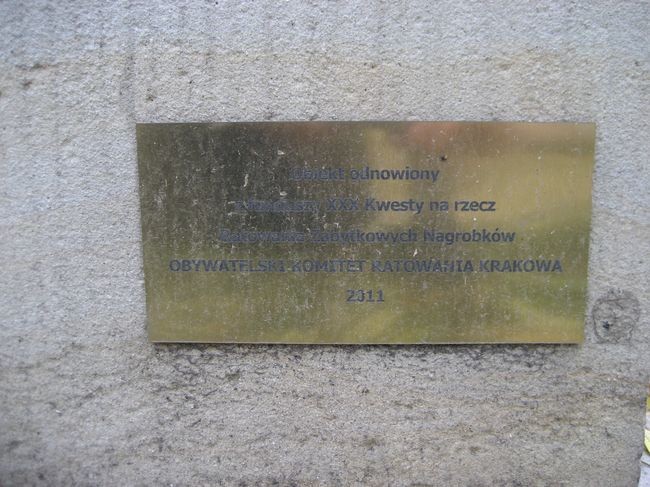 Obiekt odnowiony
z funduszy XXX Kwesty na rzecz
Ratowania Zabytkowych Nagrobków
OBYWATELSKI KOMITET RATOWANIA KRAKOWA
2011